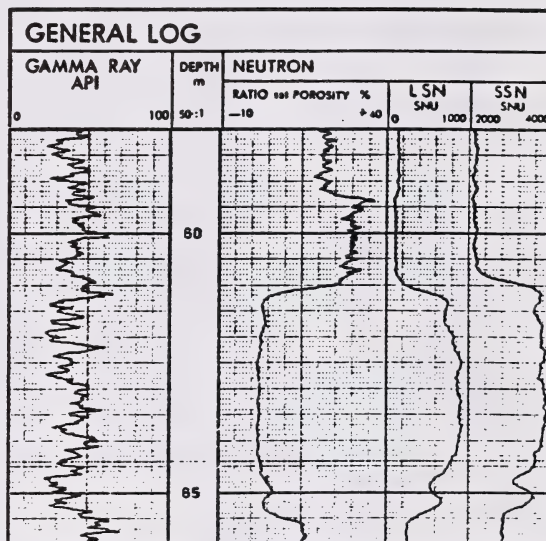 GENERAL LOG
GAMMA RAY
API
0 100
DEPTH
m
50:1
NEUTRON
RATIO sst POROSITY %
—10 + 40
LSN
SNU
0 1000
SSN
SNU
2000 4000
60
65